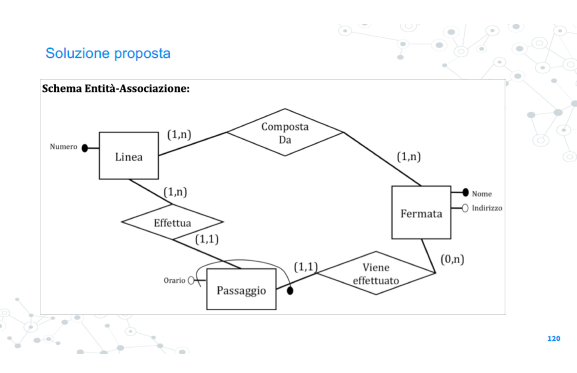 Soluzione proposta
Schema Entità-Associazione:
Composta
Da
(1,n)
(1,n)
Numero
Linea
(1,n)
Nome
Indirizzo
Fermata
Effettua
(1,1)
(0,n)
(1,1)
Viene
effettuato
Orario
Passaggio
120